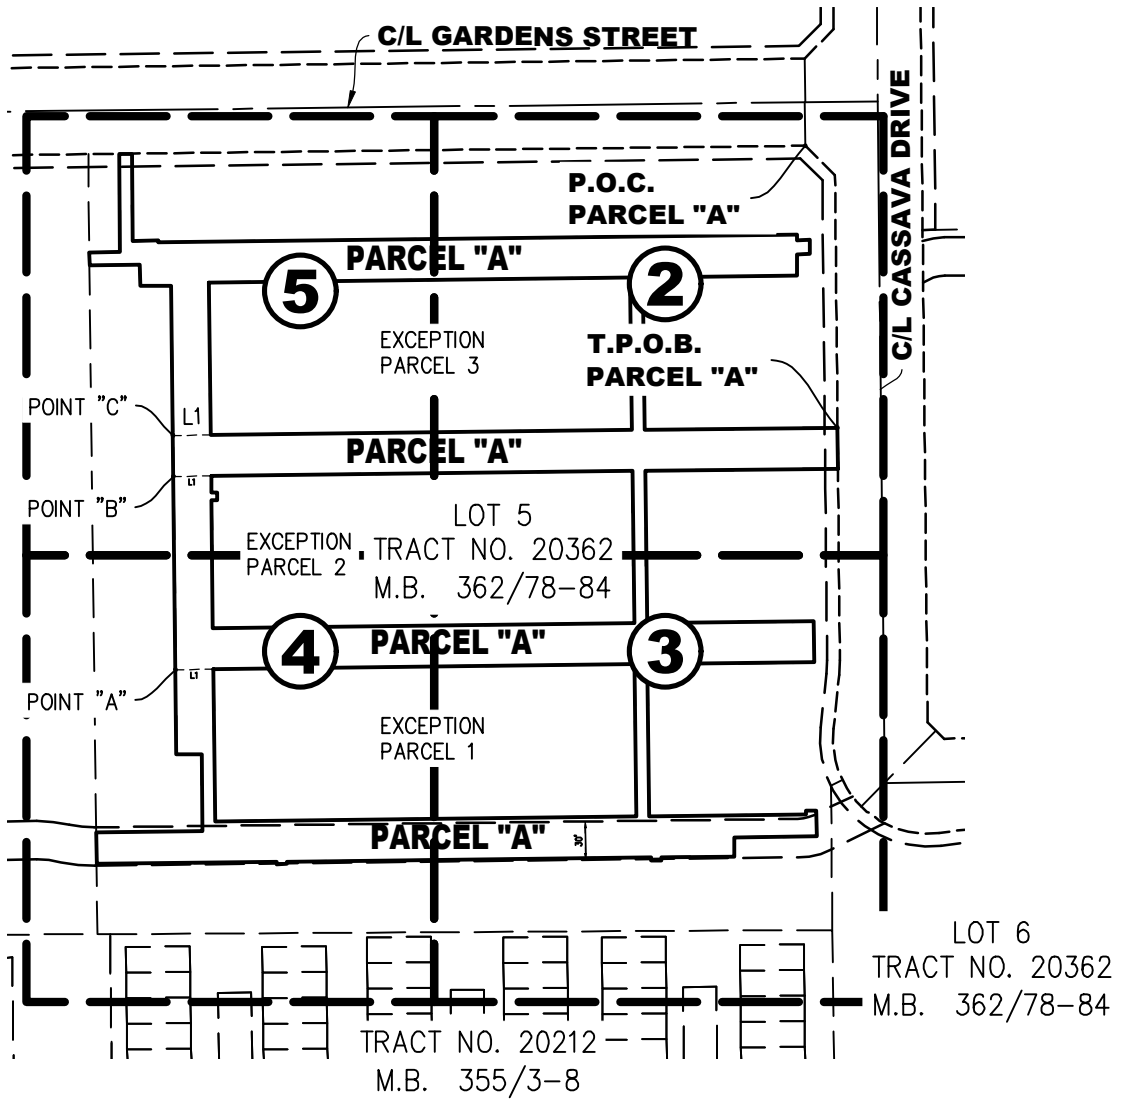 C/L GARDENS STREET
C/L CASSAVA DRIVE
P.O.C.
PARCEL "A"
PARCEL "A"
5
2
EXCEPTION
PARCEL 3
T.P.O.B.
PARCEL "A"
POINT "C"
L1
PARCEL "A"
L1
POINT "B"
LOT 5
TRACT NO. 20362
M.B. 362/78-84
EXCEPTION
PARCEL 2
4
PARCEL "A"
3
L1
POINT "A"
EXCEPTION
PARCEL 1
PARCEL "A"
30'
LOT 6
TRACT NO. 20362
M.B. 362/78-84
TRACT NO. 20212
M.B. 355/3-8